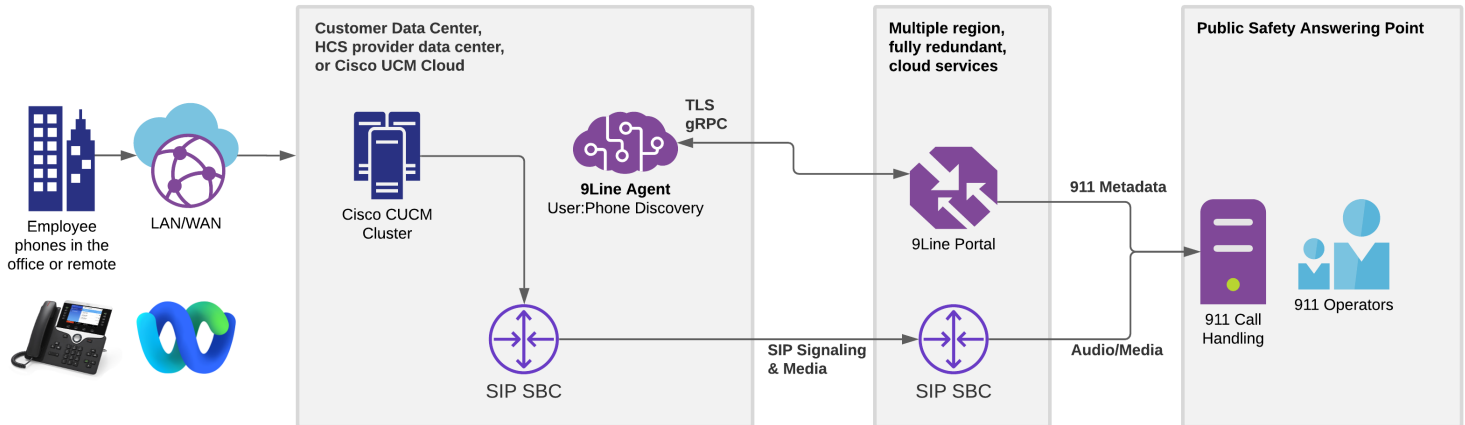 Customer Data Center,
HCS provider data center,
or Cisco UCM Cloud
Multiple region,
fully redundant,
cloud services
Public Safety Answering Point
Employee
phones in the
office or remote
LAN/WAN
Cisco CUCM
Cluster
9Line Agent
User:Phone Discovery
TLS
gRPC
9Line Portal
911 Metadata
911 Call
Handling
911 Operators
SIP SBC
SIP Signaling
& Media
SIP SBC
Audio/Media